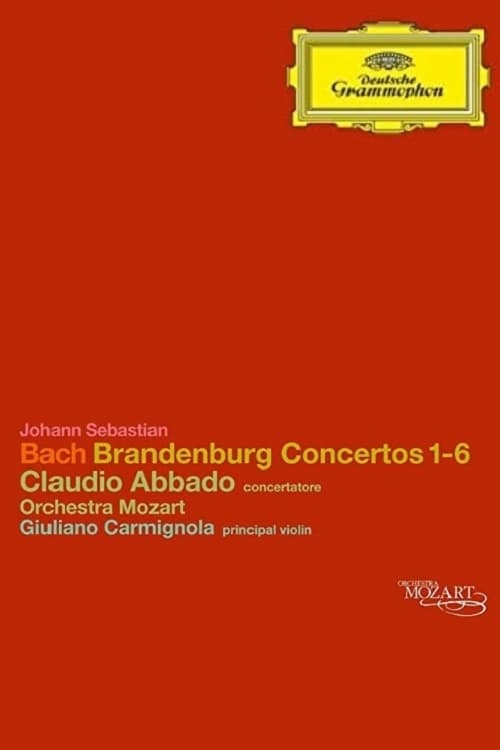 Deutsche
Grammophon
Johann Sebastian
Bach Brandenburg Concertos 1-6
Claudio Abbado concertatore
Orchestra Mozart
Giuliano Carmignola principal violin
ORCHESTRA
MOZART